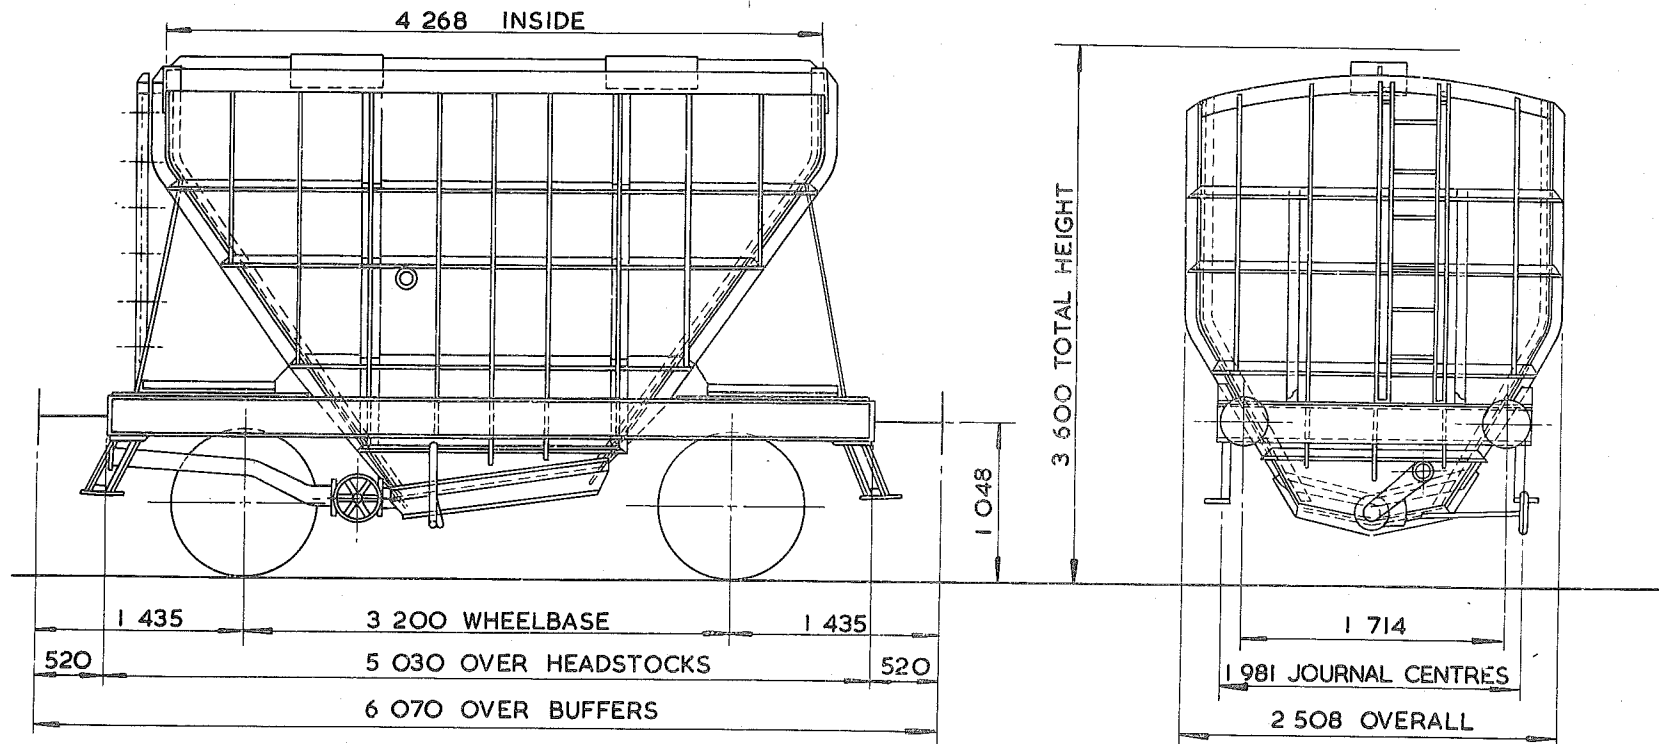 4 268 INSIDE
3 600 TOTAL HEIGHT
1 048
1 435
3 200 WHEELBASE
1 435
520
5 030 OVER HEADSTOCKS
520
6 070 OVER BUFFERS
1 714
1 981 JOURNAL CENTRES
2 508 OVERALL